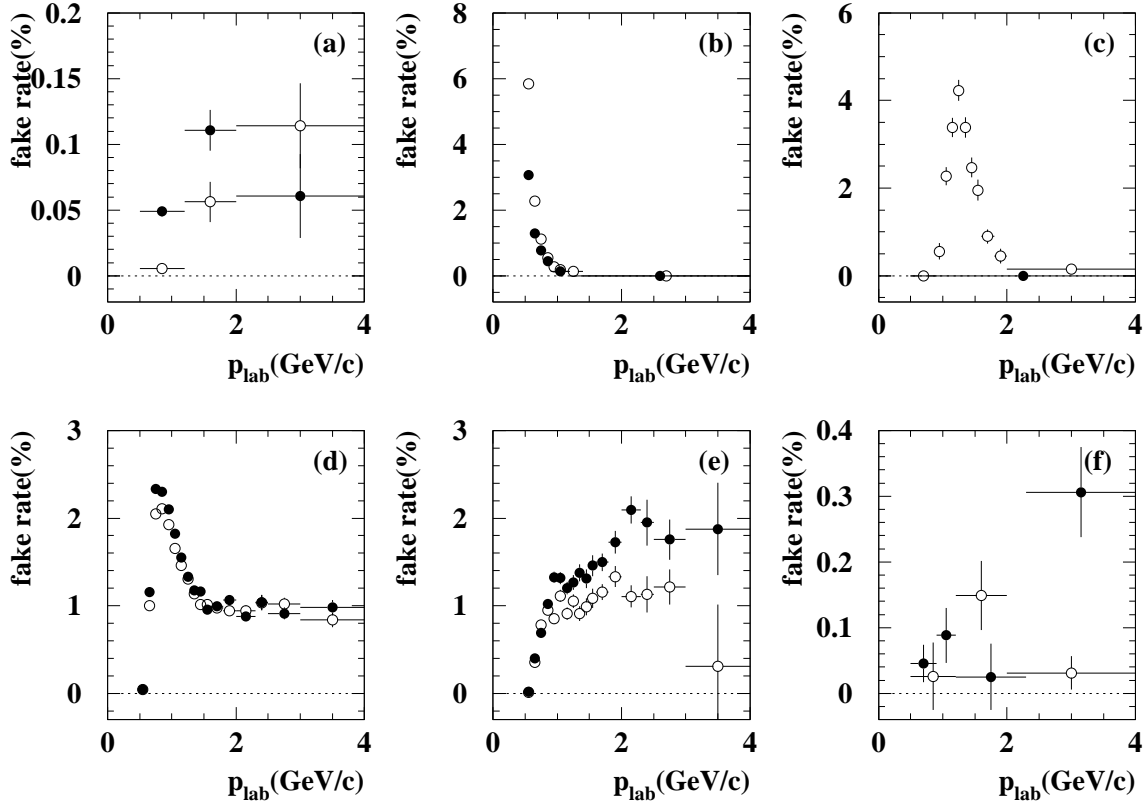 fake rate(%)
(a)
0.2
0.15
0.1
0.05
0
0 2 4
p_lab(GeV/c)
fake rate(%)
(b)
8
6
4
2
0
0 2 4
p_lab(GeV/c)
fake rate(%)
(c)
6
4
2
0
0 2 4
p_lab(GeV/c)
fake rate(%)
(d)
3
2
1
0
0 2 4
p_lab(GeV/c)
fake rate(%)
(e)
3
2
1
0
0 2 4
p_lab(GeV/c)
fake rate(%)
(f)
0.4
0.3
0.2
0.1
0
0 2 4
p_lab(GeV/c)